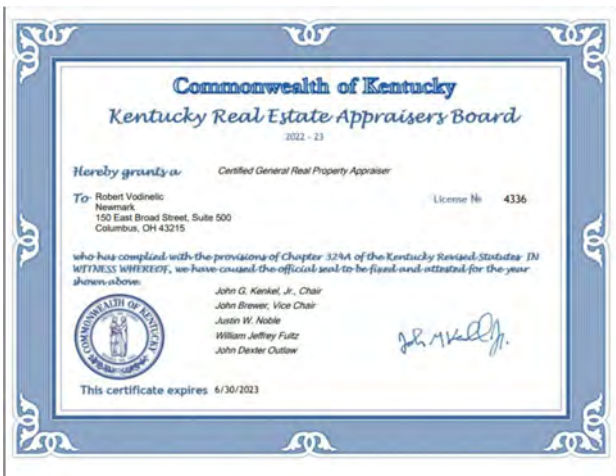 Commonwealth of Kentucky
Kentucky Real Estate Appraisers Board
2022 - 23
Hereby grants a Certified General Real Property Appraiser
To Robert Vodinelic License № 4336
Newmark
150 East Broad Street, Suite 500
Columbus, OH 43215
who has complied with the provisions of Chapter 324A of the Kentucky Revised Statutes IN
WITNESS WHEREOF, we have caused the official seal to be fixed and attested for the year
shown above.
John G. Kenkel, Jr., Chair
John Brewer, Vice Chair
Justin W. Noble
William Jeffrey Fultz
John Dexter Outlaw
COMMONWEALTH OF KENTUCKY
This certificate expires 6/30/2023